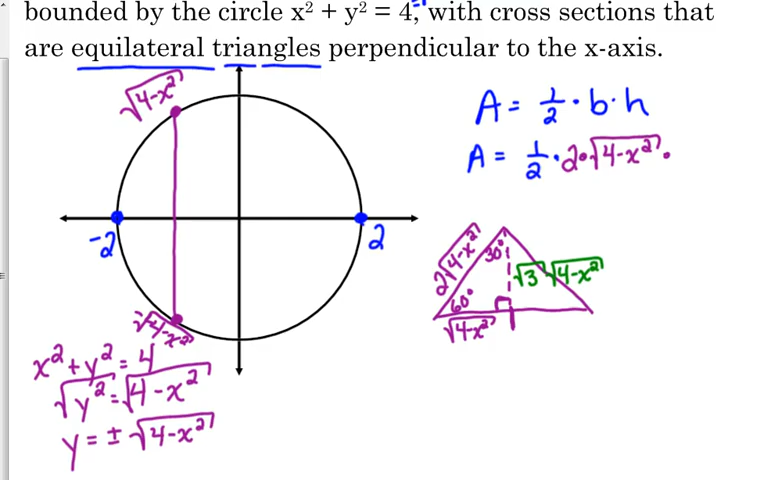 bounded by the circle x² + y² = 4, with cross sections that
are equilateral triangles perpendicular to the x-axis.
√4-x²
A = 1/2 · b · h
A = 1/2 · 2 · √4-x² ·
-2
2
2√4-x²
30°
√3 √4-x²
60°
√4-x²
x² + y² = 4
√y² = √4-x²
y = ± √4-x²